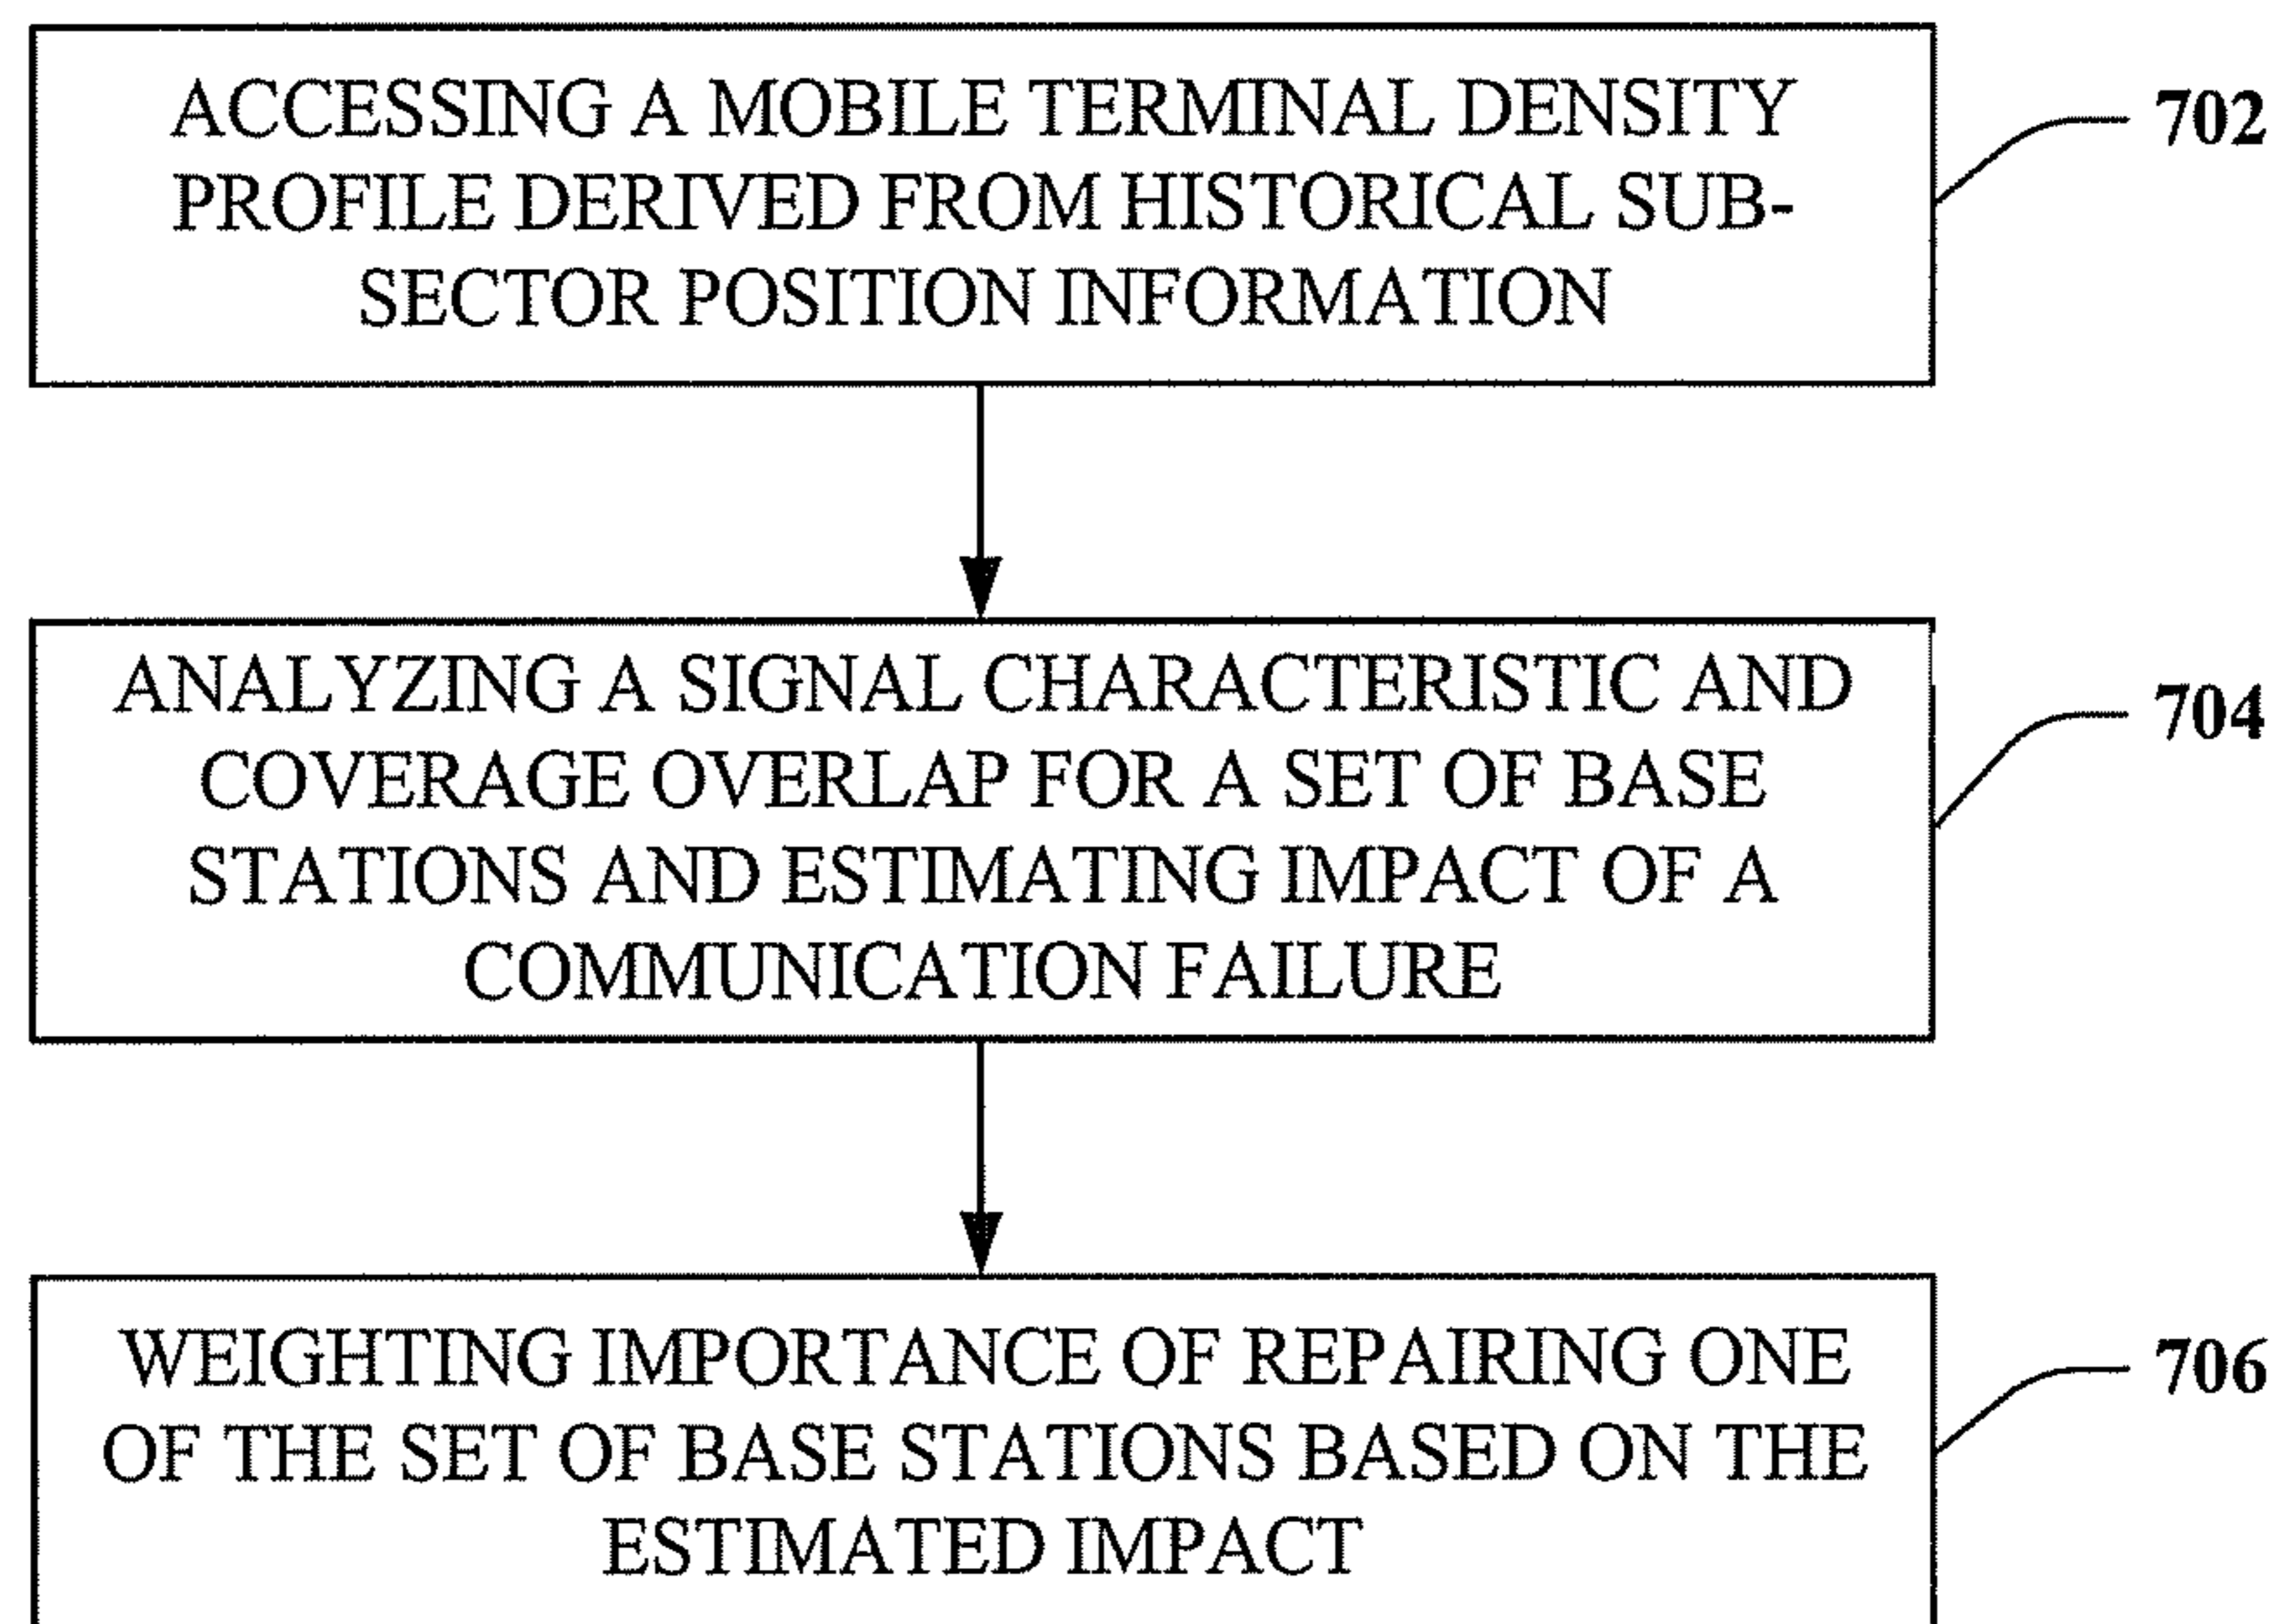 ACCESSING A MOBILE TERMINAL DENSITY
PROFILE DERIVED FROM HISTORICAL SUB-
SECTOR POSITION INFORMATION
702
ANALYZING A SIGNAL CHARACTERISTIC AND
COVERAGE OVERLAP FOR A SET OF BASE
STATIONS AND ESTIMATING IMPACT OF A
COMMUNICATION FAILURE
704
WEIGHTING IMPORTANCE OF REPAIRING ONE
OF THE SET OF BASE STATIONS BASED ON THE
ESTIMATED IMPACT
706